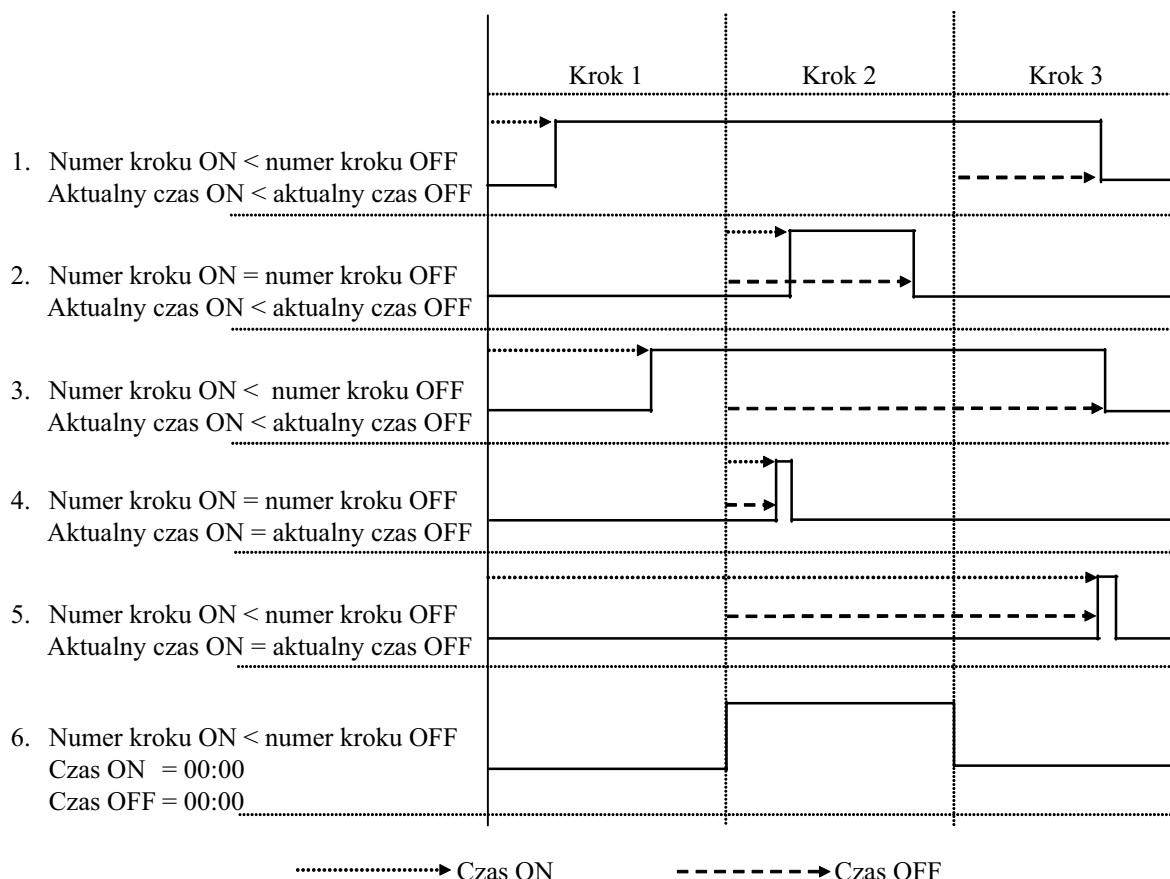 Krok 1 Krok 2 Krok 3
1. Numer kroku ON < numer kroku OFF
Aktualny czas ON < aktualny czas OFF
2. Numer kroku ON = numer kroku OFF
Aktualny czas ON < aktualny czas OFF
3. Numer kroku ON < numer kroku OFF
Aktualny czas ON < aktualny czas OFF
4. Numer kroku ON = numer kroku OFF
Aktualny czas ON = aktualny czas OFF
5. Numer kroku ON < numer kroku OFF
Aktualny czas ON = aktualny czas OFF
6. Numer kroku ON < numer kroku OFF
Czas ON = 00:00
Czas OFF = 00:00
Czas ON Czas OFF